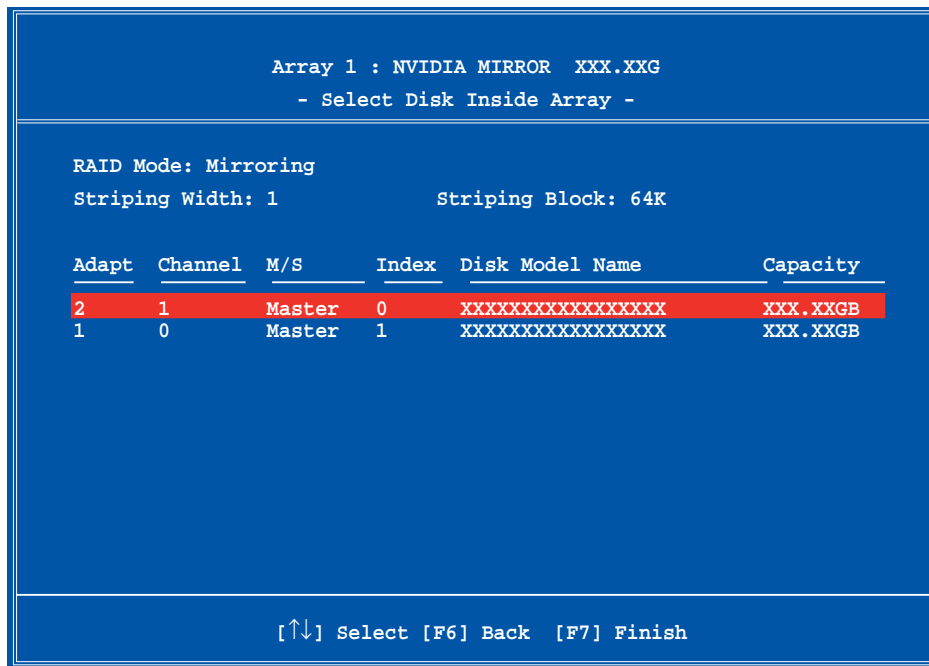 Array 1 : NVIDIA MIRROR XXX.XXG
- Select Disk Inside Array -
RAID Mode: Mirroring
Striping Width: 1 Striping Block: 64K
Adapt Channel M/S Index Disk Model Name Capacity
2 1 Master 0 XXXXXXXXXXXXXXXXX XXX.XXGB
1 0 Master 1 XXXXXXXXXXXXXXXXX XXX.XXGB
[↑↓] Select [F6] Back [F7] Finish